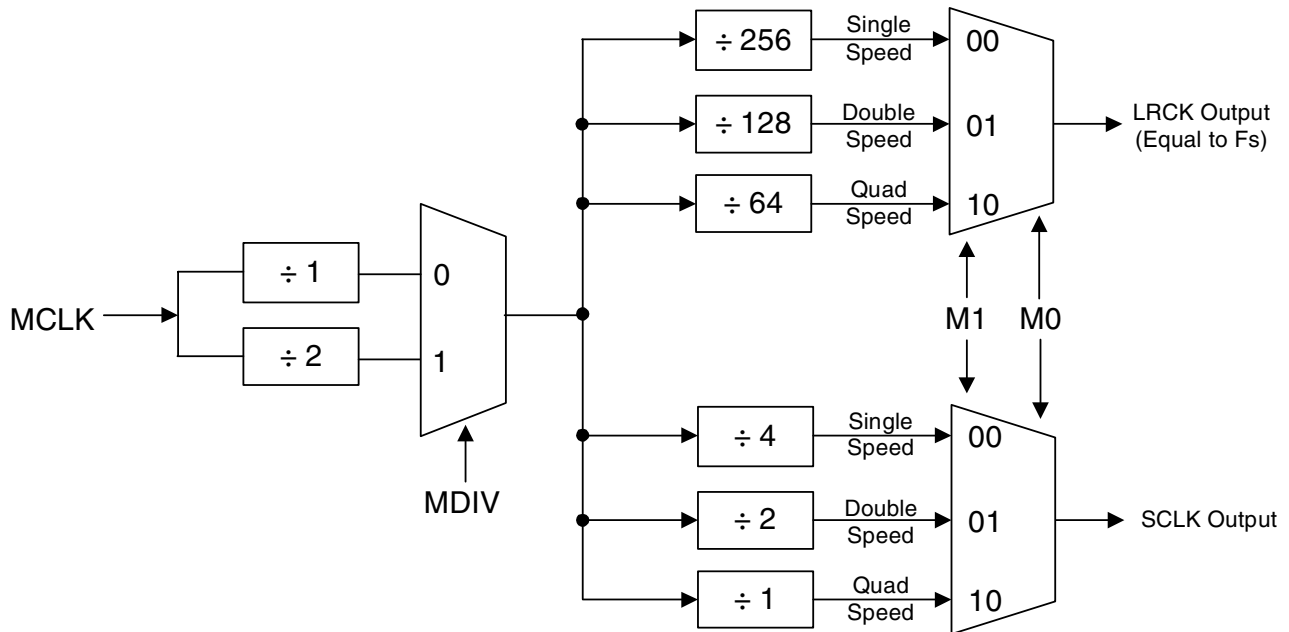 ÷ 256
Single
Speed
00
÷ 128
Double
Speed
01
LRCK Output
(Equal to Fs)
÷ 64
Quad
Speed
10
MCLK
÷ 1
0
÷ 2
1
MDIV
M1
M0
÷ 4
Single
Speed
00
÷ 2
Double
Speed
01
SCLK Output
÷ 1
Quad
Speed
10